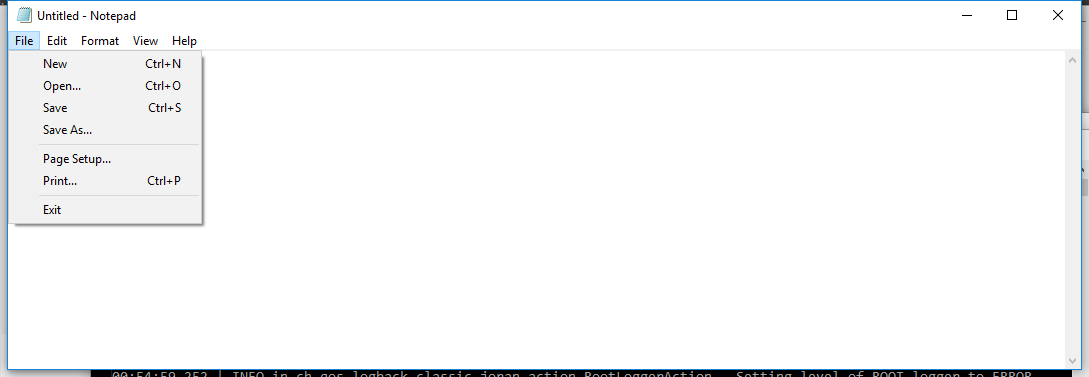 Untitled - Notepad
File Edit Format View Help
New Ctrl+N
Open... Ctrl+O
Save Ctrl+S
Save As...
Page Setup...
Print... Ctrl+P
Exit
00:54:59,252 | INFO in ch.qos.logback.classic.joran.action.RootLoggerAction - Setting level of ROOT logger to ERROR